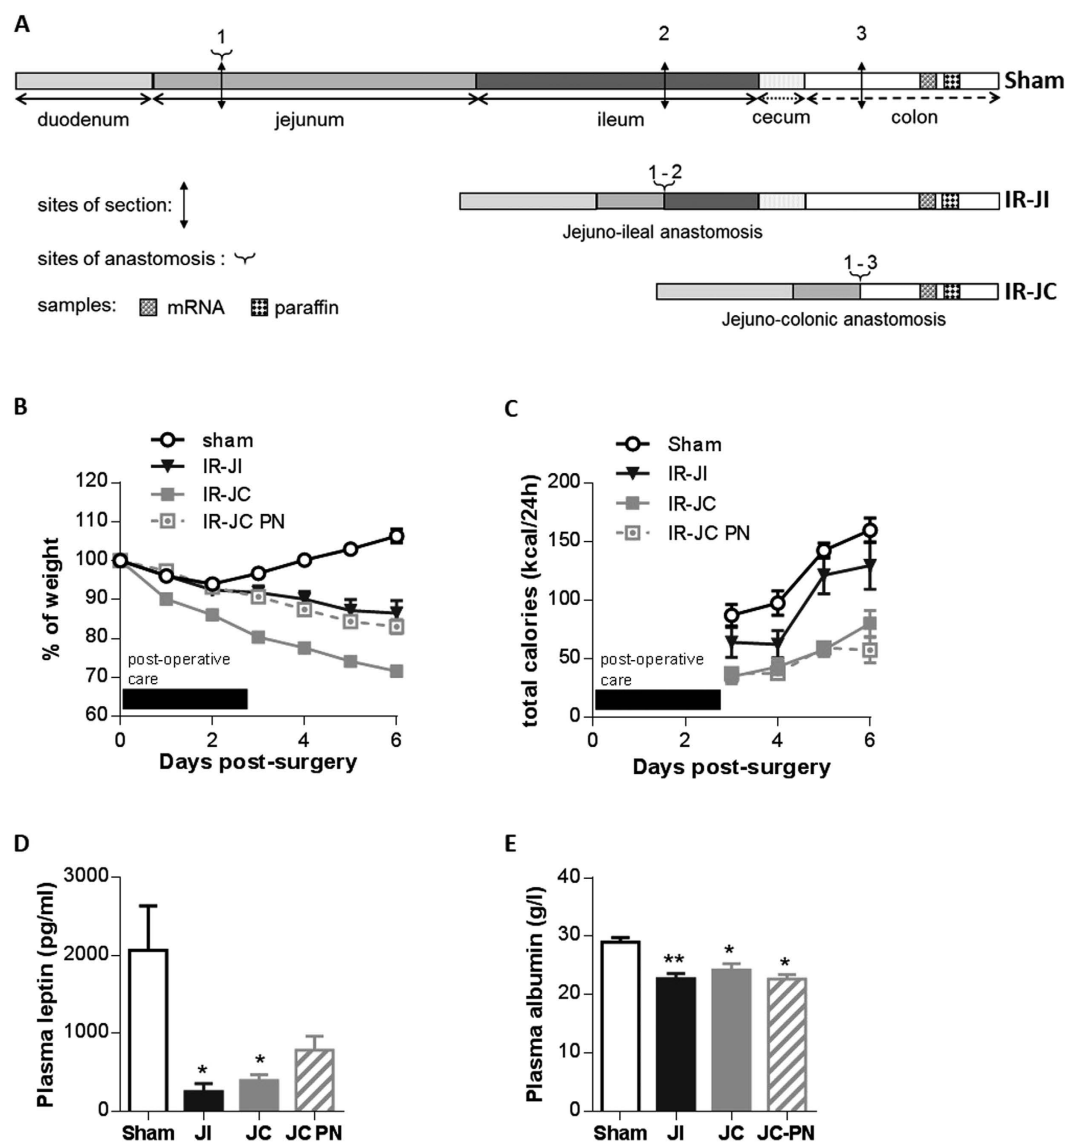 A
1 2 3
Sham
duodenum jejunum ileum cecum colon
1 - 2
IR-JI
sites of section:
Jejuno-ileal anastomosis
sites of anastomosis :
1 - 3
IR-JC
samples: mRNA paraffin
Jejuno-colonic anastomosis
B
sham
IR-JI
IR-JC
IR-JC PN
120
110
100
90
80
70
60
% of weight
post-operative
care
0 2 4 6
Days post-surgery
C
Sham
IR-JI
IR-JC
IR-JC PN
200
150
100
50
0
total calories (kcal/24h)
post-operative
care
0 2 4 6
Days post-surgery
D
3000
2000
1000
0
Plasma leptin (pg/ml)
* *
Sham JI JC JC PN
E
40
30
20
10
0
Plasma albumin (g/l)
** * *
Sham JI JC JC-PN